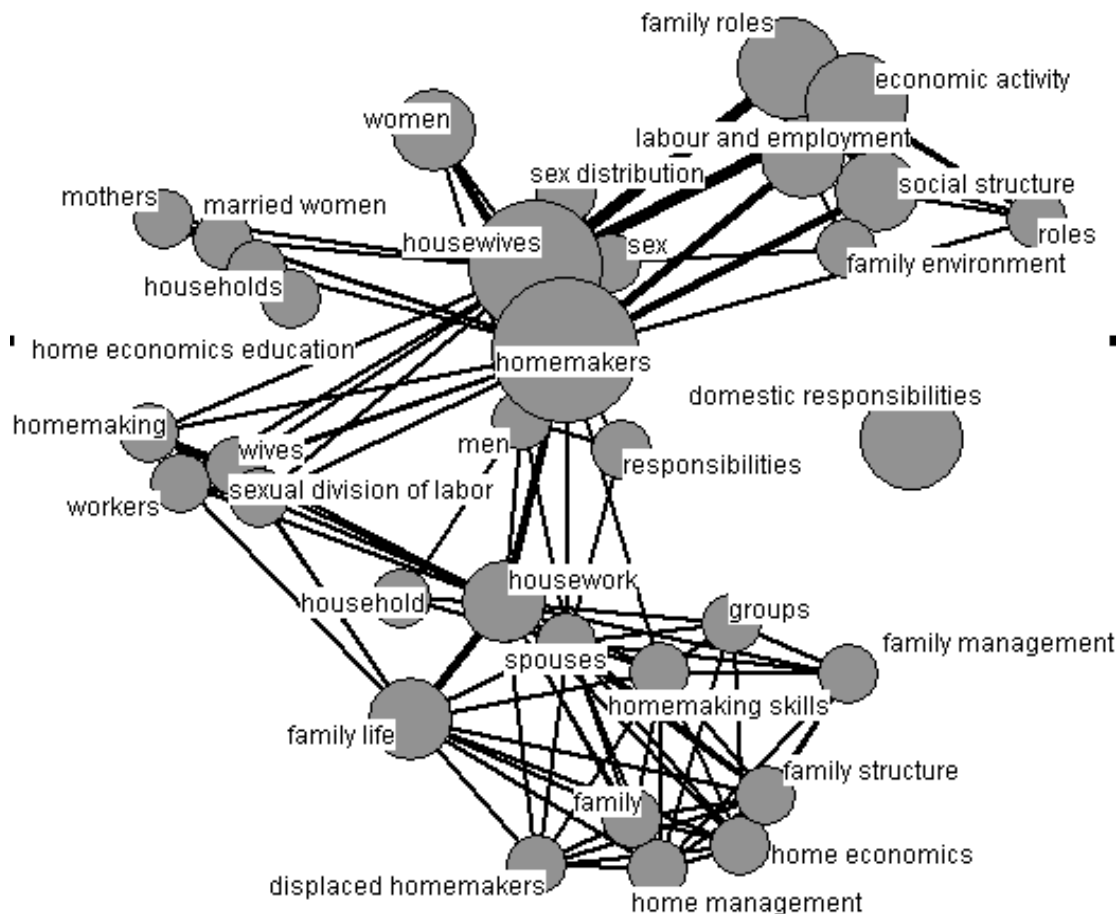 family roles
economic activity
women
labour and employment
sex distribution
mothers
married women
social structure
housewives
sex
roles
households
family environment
home economics education
homemakers
domestic responsibilities
homemaking
men
wives
responsibilities
workers
sexual division of labor
housework
household
groups
family management
spouses
homemaking skills
family life
family structure
family
home economics
displaced homemakers
home management